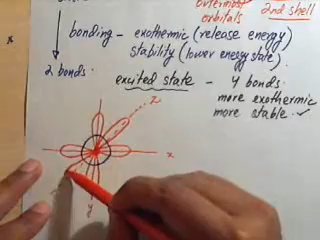 outermost 2nd shell
orbitals
bonding - exothermic (release energy)
stability (lower energy state)
2 bonds.
excited state - 4 bonds.
more exothermic
more stable ✓
x
z
x
y